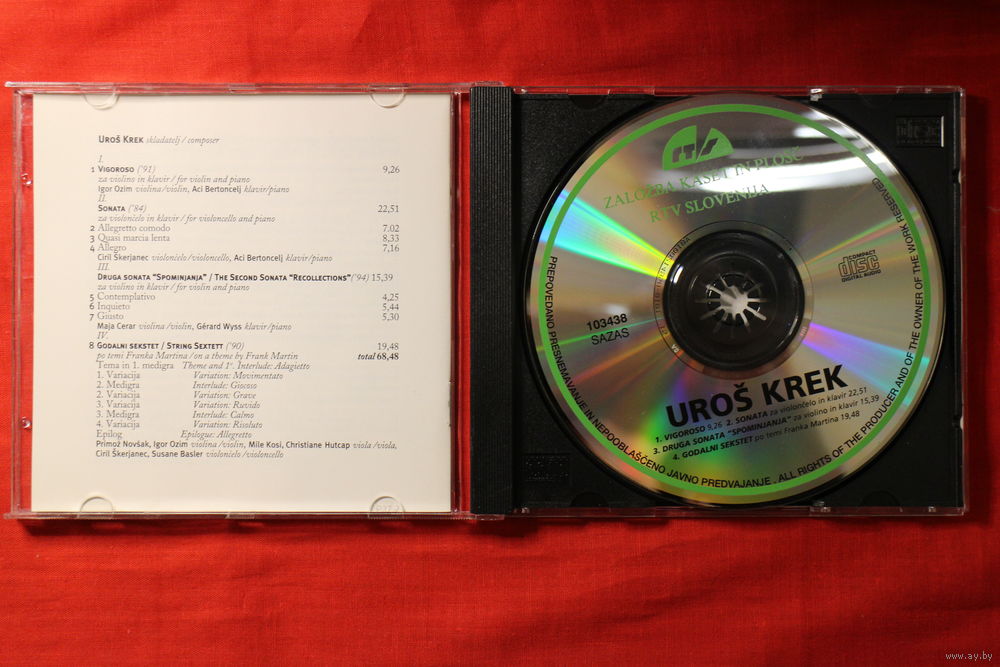 UROŠ KREK skladatelj / composer
I.
1 VIGOROSO ('91) 9,26
za violino in klavir / for violin and piano
Igor Ozim violina/violin, Aci Bertoncelj klavir/piano
II.
SONATA ('84) 22,51
za violončelo in klavir / for violoncello and piano
2 Allegretto comodo 7.02
3 Quasi marcia lenta 8,33
4 Allegro 7,16
Ciril Škerjanec violončelo/violoncello, Aci Bertoncelj klavir/piano
III.
DRUGA SONATA "SPOMINJANJA" / THE SECOND SONATA "RECOLLECTIONS" ('94) 15,39
za violino in klavir / for violin and piano
5 Contemplativo 4,25
6 Inquieto 5,44
7 Giusto 5,30
Maja Cerar violina/violin, Gérard Wyss klavir/piano
IV.
8 GODALNI SEKSTET / STRING SEXTETT ('90) 19,48
po temi Franka Martina / on a theme by Frank Martin total 68,48
Tema in 1. medigra Theme and 1st. Interlude: Adagietto
1. Variacija Variation: Movimentato
2. Medigra Interlude: Giocoso
2. Variacija Variation: Grave
3. Variacija Variation: Ruvido
3. Medigra Interlude: Calmo
4. Variacija Variation: Risoluto
Epilog Epilogue: Allegretto
Primož Novšak, Igor Ozim violina/violin, Mile Kosi, Christiane Hutcap viola/viola,
Ciril Škerjanec, Susane Basler violončelo/violoncello
RTVS
ZALOŽBA KASET IN PLOŠČ
RTV SLOVENIJA
COMPACT
disc
DIGITAL AUDIO
103438
SAZAS
UROŠ KREK
1. VIGOROSO 9,26 2. SONATA za violončelo in klavir 22,51
3. DRUGA SONATA "SPOMINJANJA" za violino in klavir 15,39
4. GODALNI SEKSTET po temi Franka Martina 19,48
PREPOVEDANO PRESNEMAVANJE IN NEPOOBLAŠČENO JAVNO PREDVAJANJE . ALL RIGHTS OF THE PRODUCER AND OF THE OWNER OF THE WORK RESERVED
www.ay.by